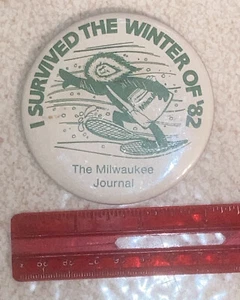 I SURVIVED THE WINTER OF '82
The Milwaukee
Journal